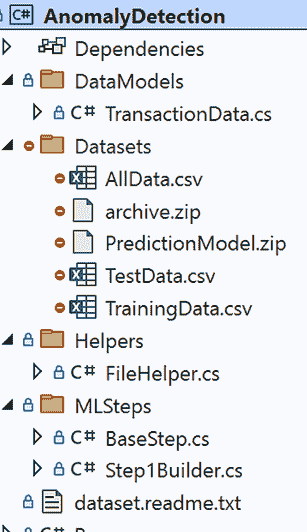 C# AnomalyDetection
Dependencies
DataModels
C# TransactionData.cs
Datasets
AllData.csv
archive.zip
PredictionModel.zip
TestData.csv
TrainingData.csv
Helpers
C# FileHelper.cs
MLSteps
C# BaseStep.cs
C# Step1Builder.cs
dataset.readme.txt